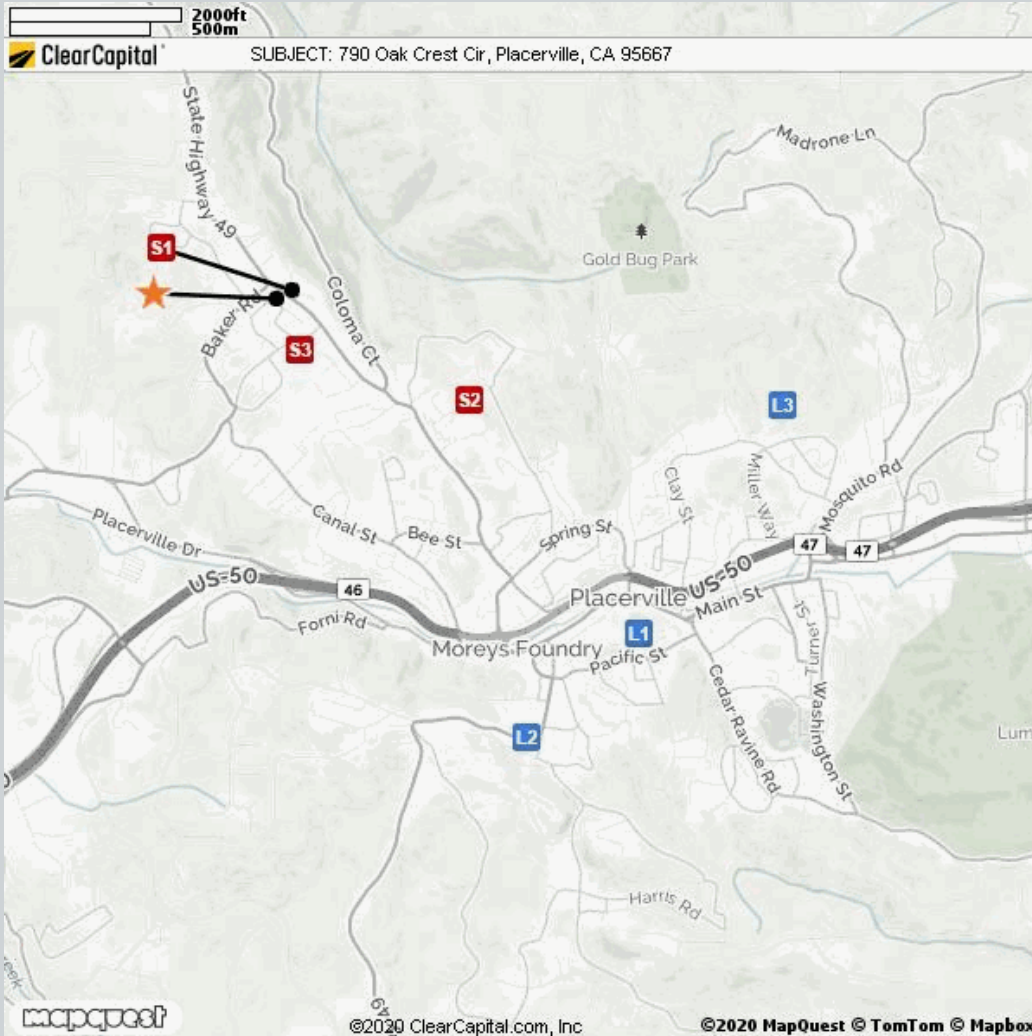 2000ft
500m
ClearCapital
SUBJECT: 790 Oak Crest Cir, Placerville, CA 95667
State Highway 49
Madrone Ln
S1
Gold Bug Park
Baker Rd
Coloma Ct
S3
S2
L3
Clay St
Miller Way
Mosquito Rd
Placerville Dr
Canal St
Bee St
Spring St
47
47
US-50
46
US-50
Placerville
Main St
Forni Rd
L1
Moreys Foundry
Pacific St
Turner St
Cedar Ravine Rd
Washington St
L2
Lum
Harris Rd
reek
49
mapquest
©2020 ClearCapital.com, Inc
©2020 MapQuest © TomTom © Mapbox